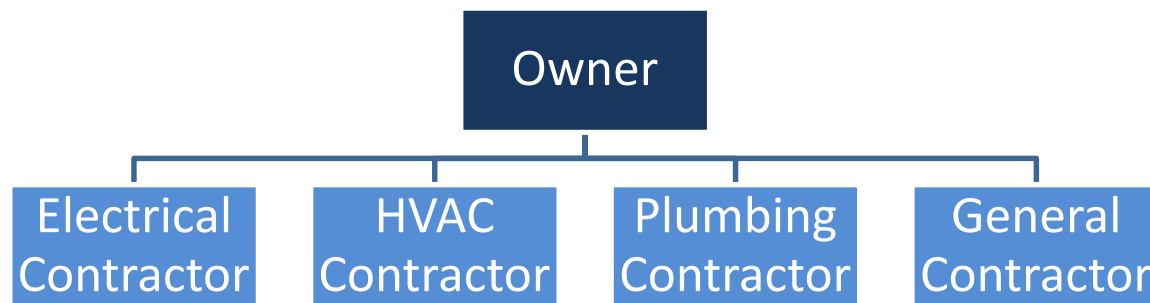 Owner
Electrical
Contractor
HVAC
Contractor
Plumbing
Contractor
General
Contractor